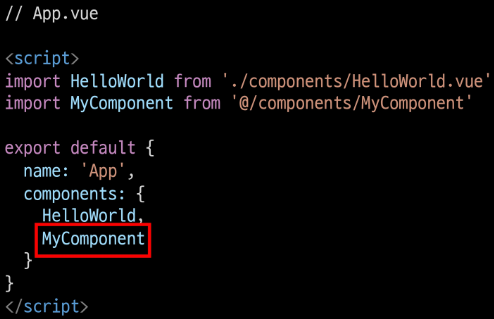 // App.vue
<script>
import HelloWorld from './components/HelloWorld.vue'
import MyComponent from '@/components/MyComponent'
export default {
  name: 'App',
  components: {
    HelloWorld,
    MyComponent
  }
}
</script>